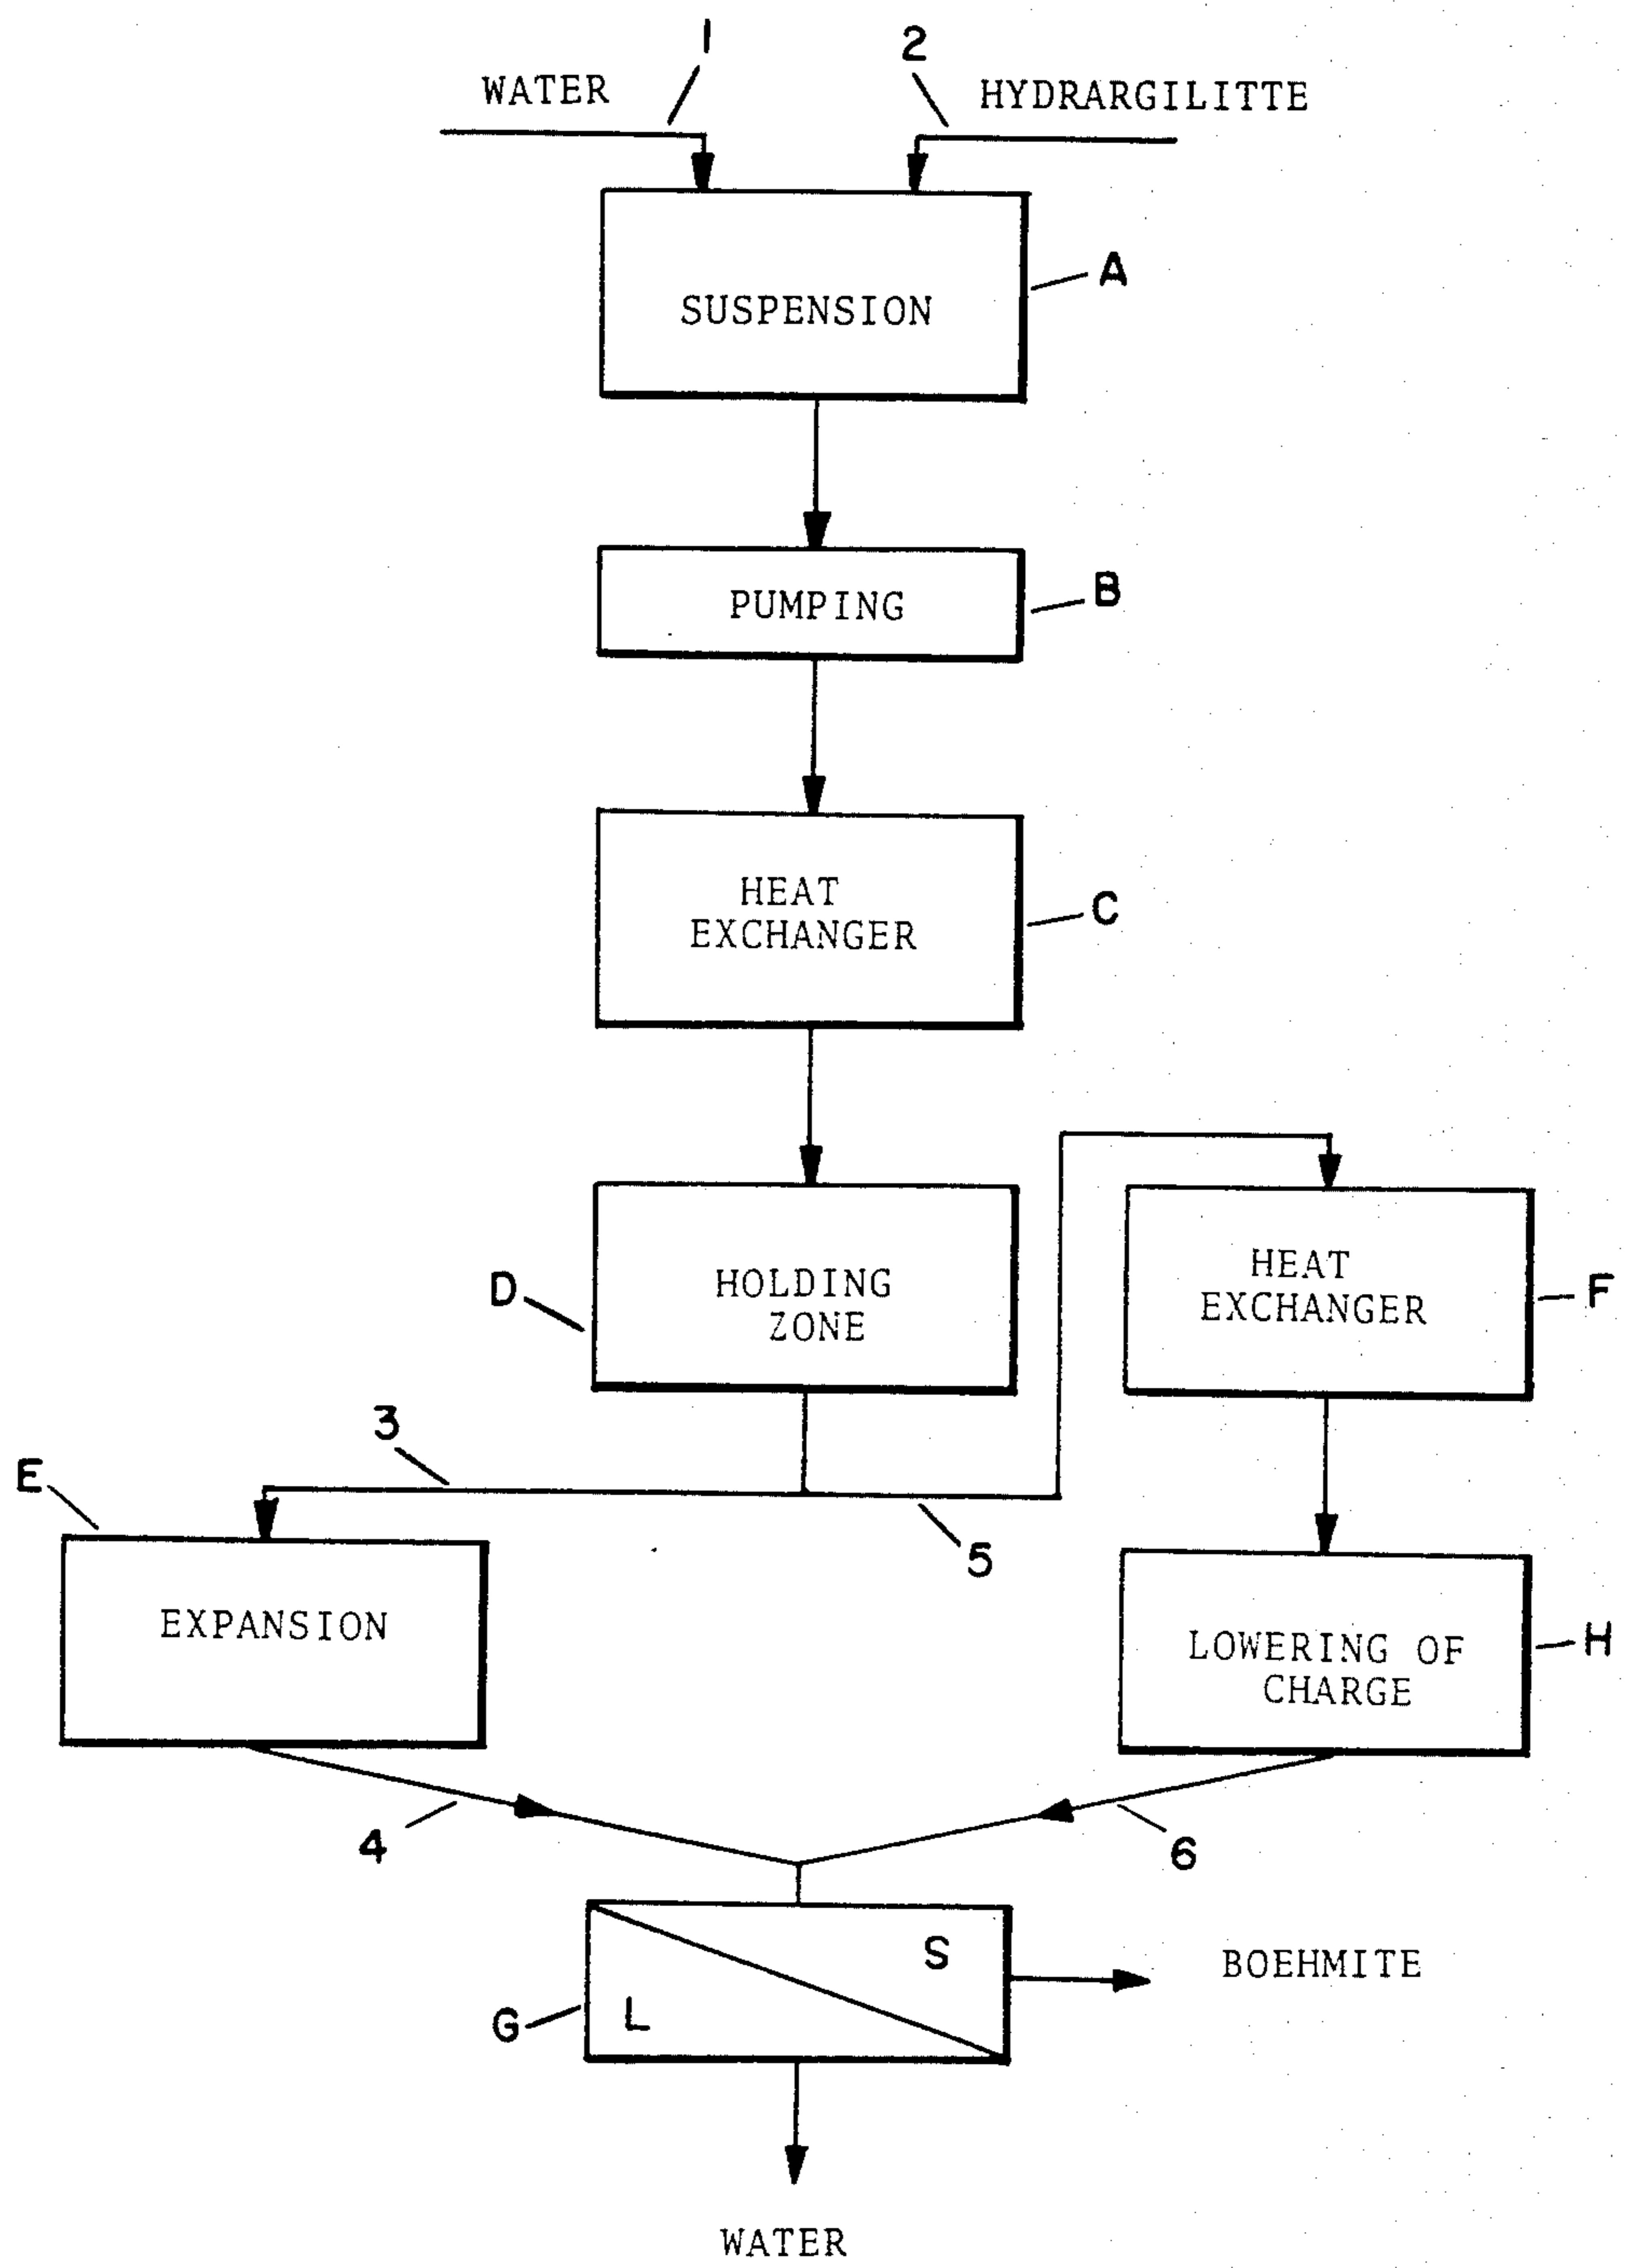 1
2
WATER
HYDRARGILITTE
A
SUSPENSION
B
PUMPING
C
HEAT
EXCHANGER
D
HOLDING
ZONE
HEAT
EXCHANGER
F
3
E
5
EXPANSION
H
LOWERING OF
CHARGE
4
6
S
L
G
BOEHMITE
WATER